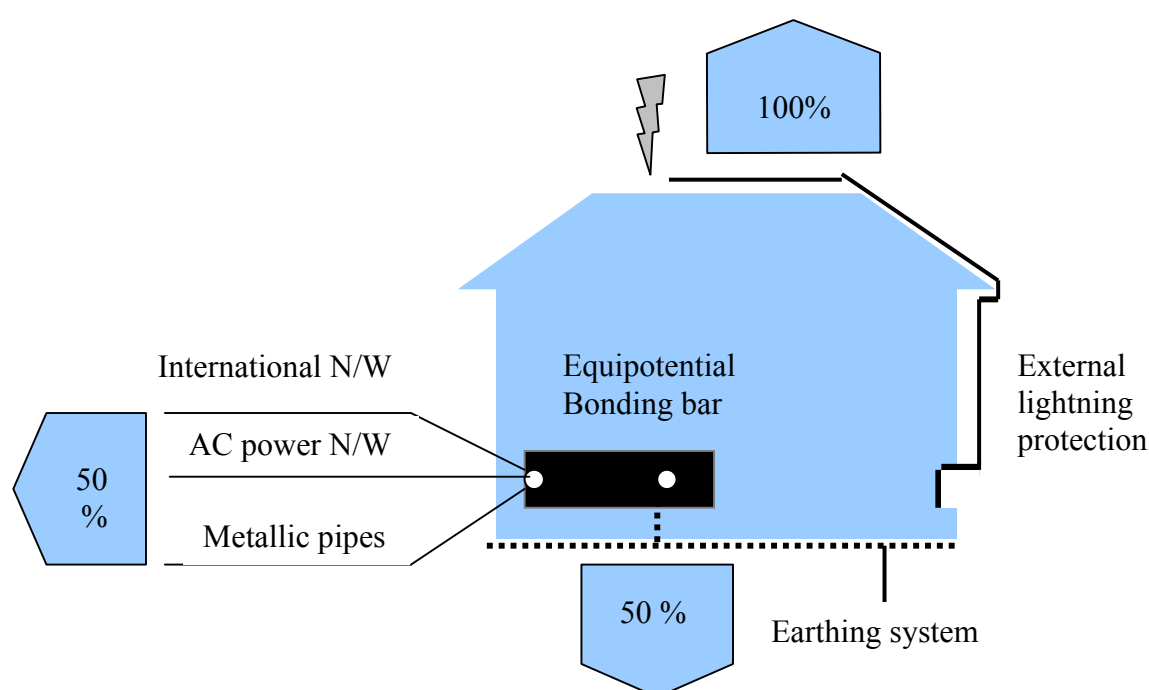 100%
International N/W
AC power N/W
Metallic pipes
50
%
Equipotential
Bonding bar
External
lightning
protection
50 %
Earthing system